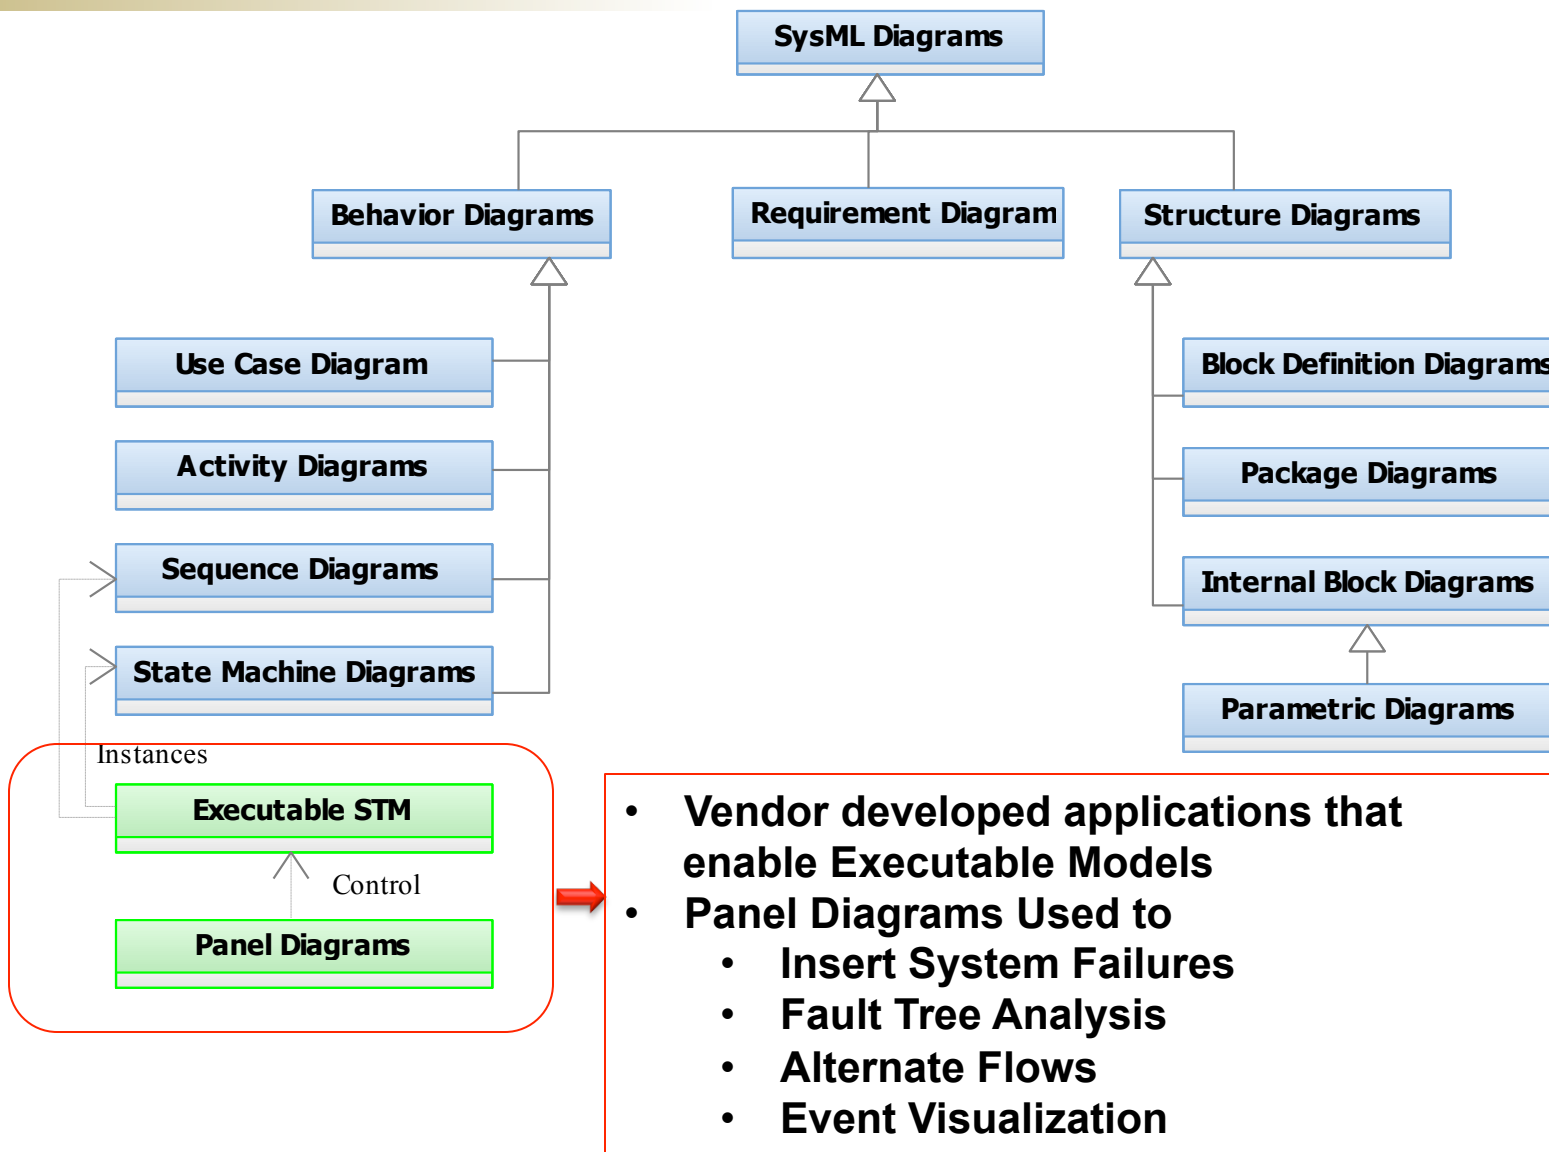 SysML Diagrams
Behavior Diagrams
Requirement Diagram
Structure Diagrams
Use Case Diagram
Activity Diagrams
Sequence Diagrams
State Machine Diagrams
Block Definition Diagrams
Package Diagrams
Internal Block Diagrams
Parametric Diagrams
Instances
Executable STM
Control
Panel Diagrams
• Vendor developed applications that
enable Executable Models
• Panel Diagrams Used to
• Insert System Failures
• Fault Tree Analysis
• Alternate Flows
• Event Visualization